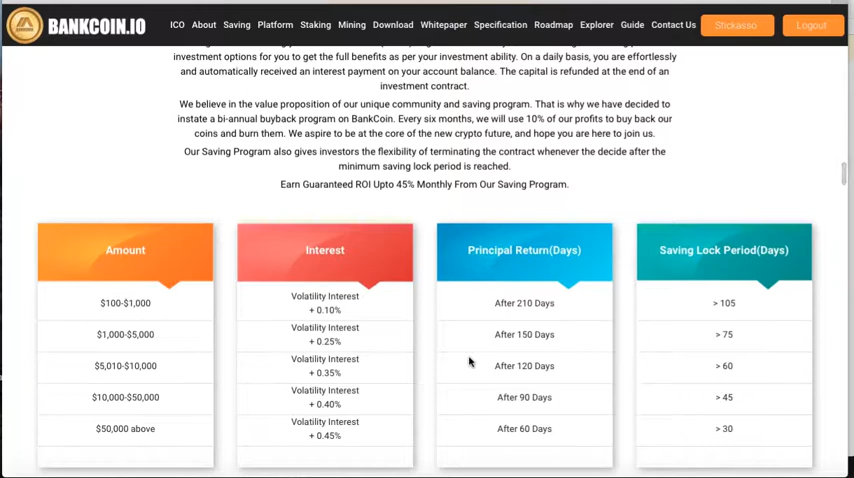 BANKCOIN.IO
ICO About Saving Platform Staking Mining Download Whitepaper Specification Roadmap Explorer Guide Contact Us Stickasso Logout
investment options for you to get the full benefits as per your investment ability. On a daily basis, you are effortlessly
and automatically received an interest payment on your account balance. The capital is refunded at the end of an
investment contract.
We believe in the value proposition of our unique community and saving program. That is why we have decided to
instate a bi-annual buyback program on BankCoin. Every six months, we will use 10% of our profits to buy back our
coins and burn them. We aspire to be at the core of the new crypto future, and hope you are here to join us.
Our Saving Program also gives investors the flexibility of terminating the contract whenever the decide after the
minimum saving lock period is reached.
Earn Guaranteed ROI Upto 45% Monthly From Our Saving Program.
Amount Interest Principal Return(Days) Saving Lock Period(Days)
$100-$1,000 Volatility Interest + 0.10% After 210 Days > 105
$1,000-$5,000 Volatility Interest + 0.25% After 150 Days > 75
$5,010-$10,000 Volatility Interest + 0.35% After 120 Days > 60
$10,000-$50,000 Volatility Interest + 0.40% After 90 Days > 45
$50,000 above Volatility Interest + 0.45% After 60 Days > 30